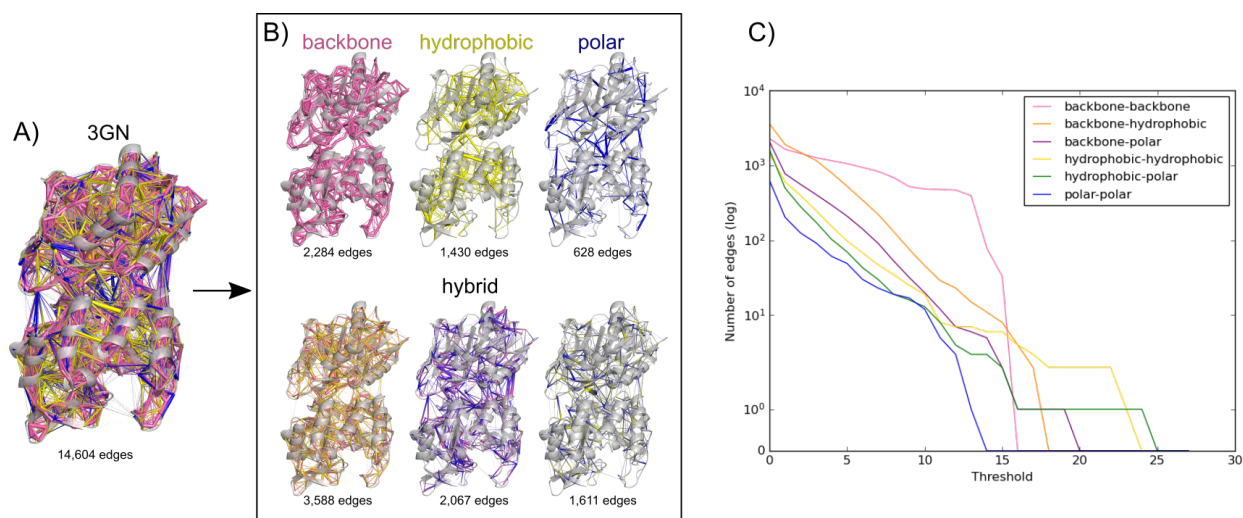 A)
3GN
14,604 edges
B)
backbone hydrophobic polar
2,284 edges 1,430 edges 628 edges
hybrid
3,588 edges 2,067 edges 1,611 edges
C)
backbone-backbone
backbone-hydrophobic
backbone-polar
hydrophobic-hydrophobic
hydrophobic-polar
polar-polar
Number of edges (log)
10^4
10^3
10^2
10^1
10^0
0
0 5 10 15 20 25 30
Threshold